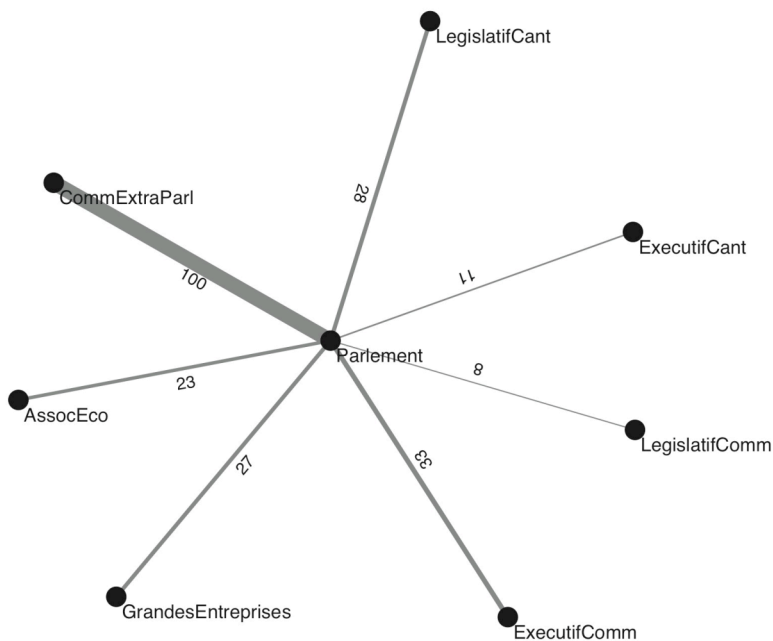 LegislatifCant
CommExtraParl
28
ExecutifCant
100
11
Parlement
8
23
AssocEco
LegislatifComm
27
33
GrandesEntreprises
ExecutifComm